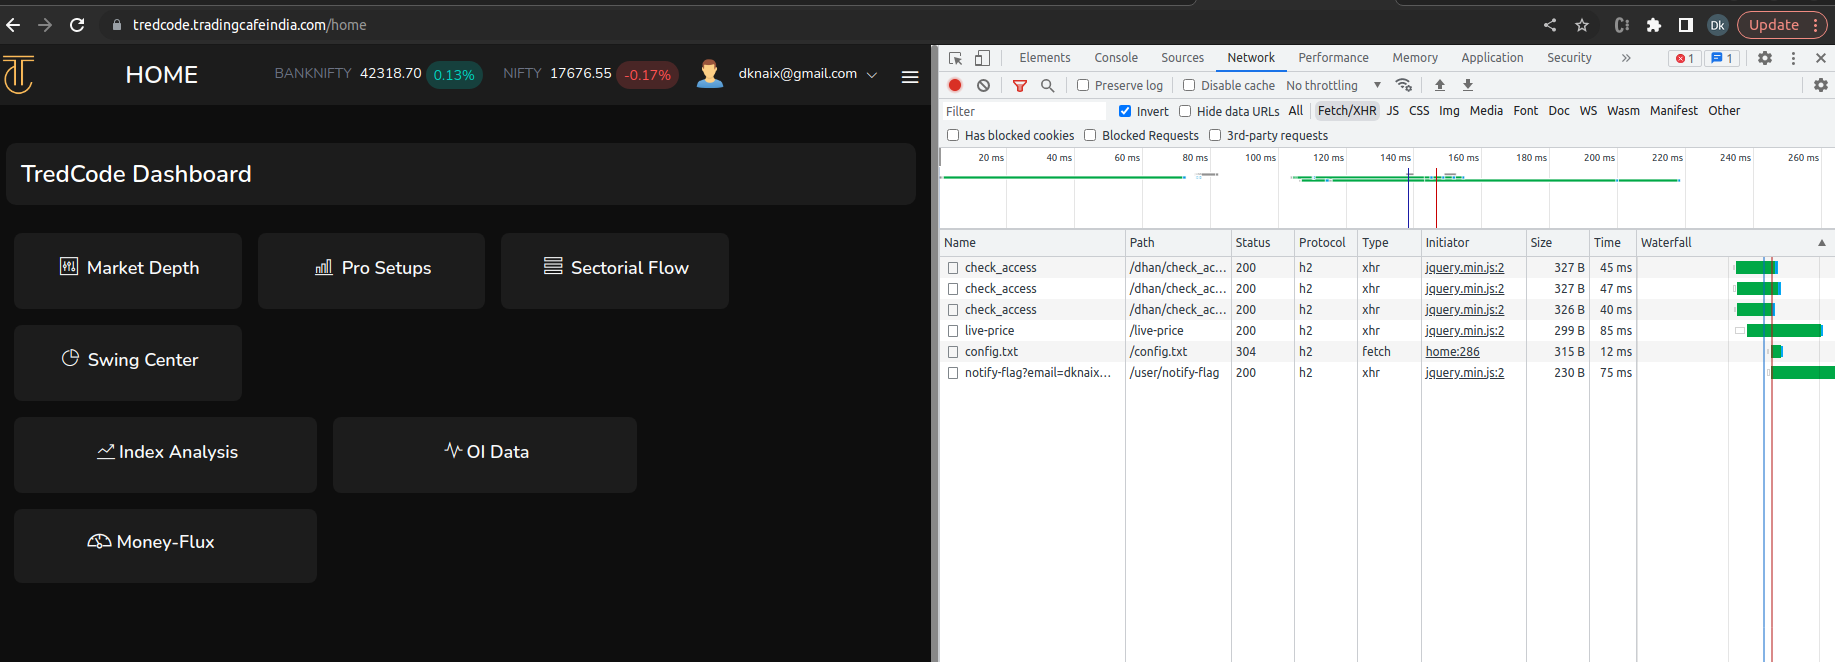 tredcode.tradingcafeindia.com/home
Dk
Update
HOME
BANKNIFTY 42318.70 0.13% NIFTY 17676.55 -0.17% dknaix@gmail.com
TredCode Dashboard
Market Depth Pro Setups Sectorial Flow
Swing Center
Index Analysis OI Data
Money-Flux
Elements Console Sources Network Performance Memory Application Security » 1 1
Preserve log Disable cache No throttling
Filter Invert Hide data URLs All Fetch/XHR JS CSS Img Media Font Doc WS Wasm Manifest Other
Has blocked cookies Blocked Requests 3rd-party requests
20 ms 40 ms 60 ms 80 ms 100 ms 120 ms 140 ms 160 ms 180 ms 200 ms 220 ms 240 ms 260 ms
Name Path Status Protocol Type Initiator Size Time Waterfall
check_access /dhan/check_ac... 200 h2 xhr jquery.min.js:2 327 B 45 ms
check_access /dhan/check_ac... 200 h2 xhr jquery.min.js:2 327 B 47 ms
check_access /dhan/check_ac... 200 h2 xhr jquery.min.js:2 326 B 40 ms
live-price /live-price 200 h2 xhr jquery.min.js:2 299 B 85 ms
config.txt /config.txt 304 h2 fetch home:286 315 B 12 ms
notify-flag?email=dknaix... /user/notify-flag 200 h2 xhr jquery.min.js:2 230 B 75 ms